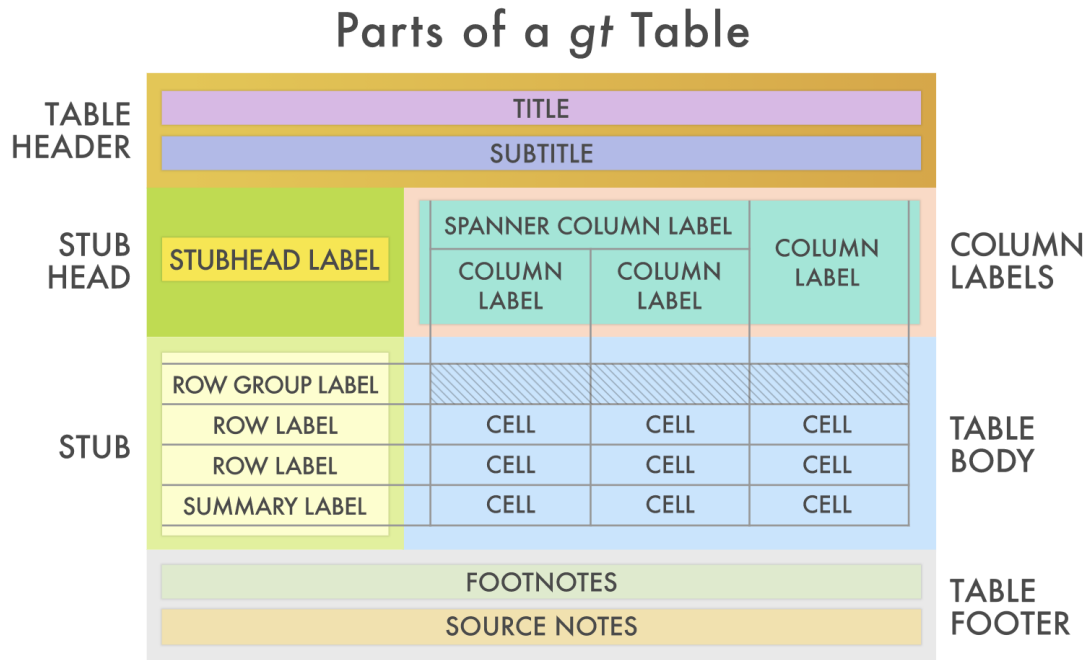 Parts of a gt Table
TABLE
HEADER
TITLE
SUBTITLE
STUB
HEAD
STUBHEAD LABEL
SPANNER COLUMN LABEL
COLUMN
LABEL
COLUMN
LABEL
COLUMN
LABEL
COLUMN
LABELS
STUB
ROW GROUP LABEL
ROW LABEL CELL CELL CELL
ROW LABEL CELL CELL CELL
SUMMARY LABEL CELL CELL CELL
TABLE
BODY
FOOTNOTES
SOURCE NOTES
TABLE
FOOTER